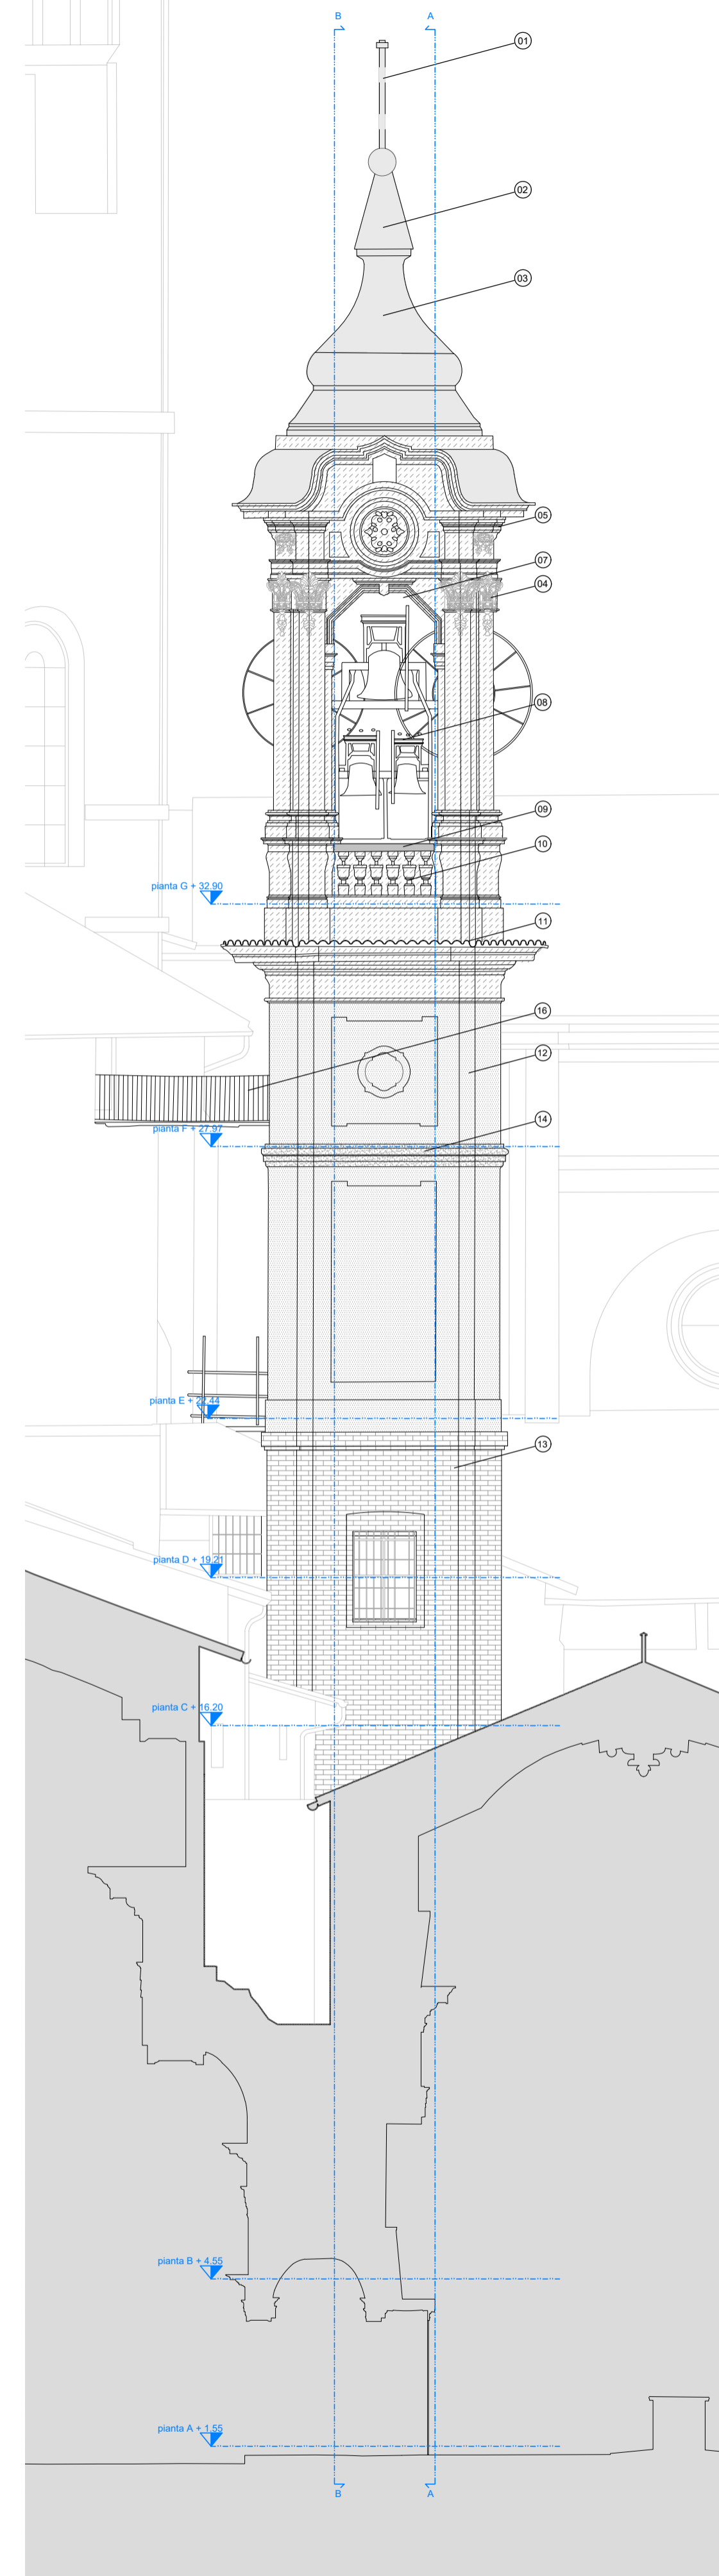 B A
01
02
03
05
07
04
08
09
10
pianta G + 32.90
11
16
12
14
pianta F + 27.97
pianta E + 22.44
13
pianta D + 19.21
pianta C + 16.20
pianta B + 4.55
pianta A + 1.55
B A